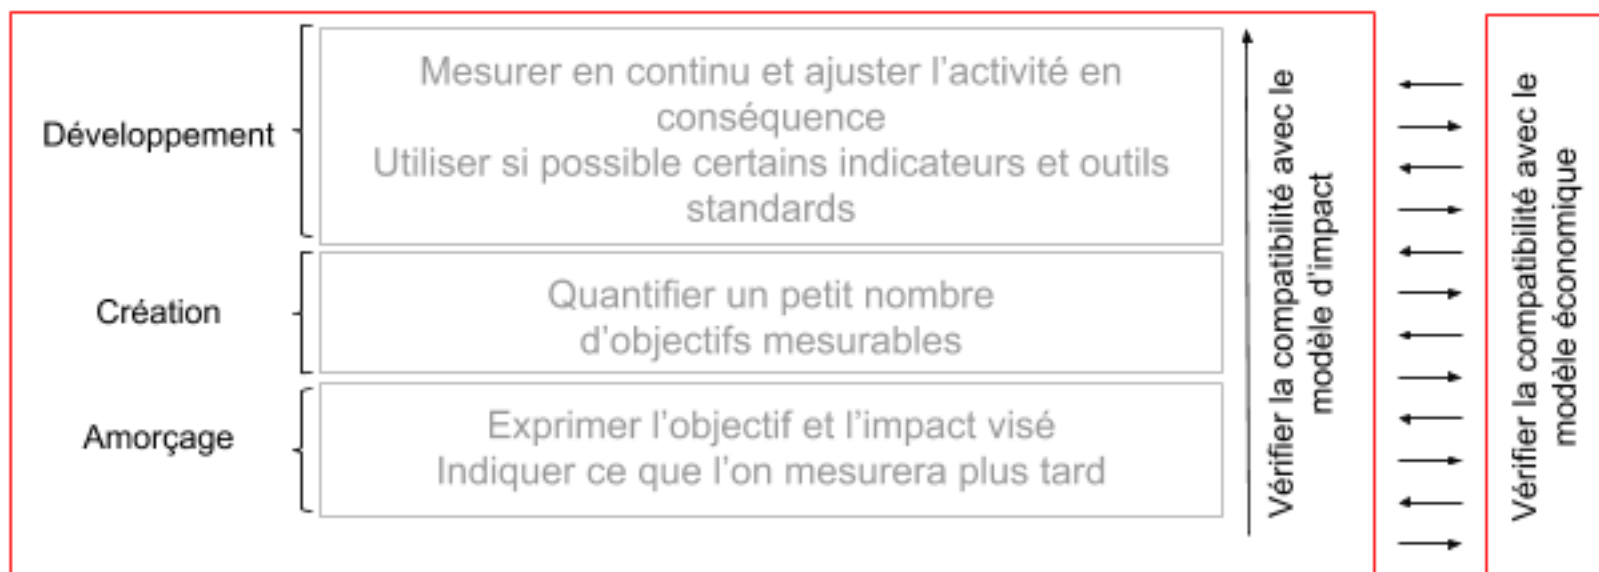 Développement
Mesurer en continu et ajuster l'activité en
conséquence
Utiliser si possible certains indicateurs et outils
standards
Création
Quantifier un petit nombre
d'objectifs mesurables
Amorçage
Exprimer l'objectif et l'impact visé
Indiquer ce que l'on mesurera plus tard
Vérifier la compatibilité avec le
modèle d'impact
Vérifier la compatibilité avec le
modèle économique